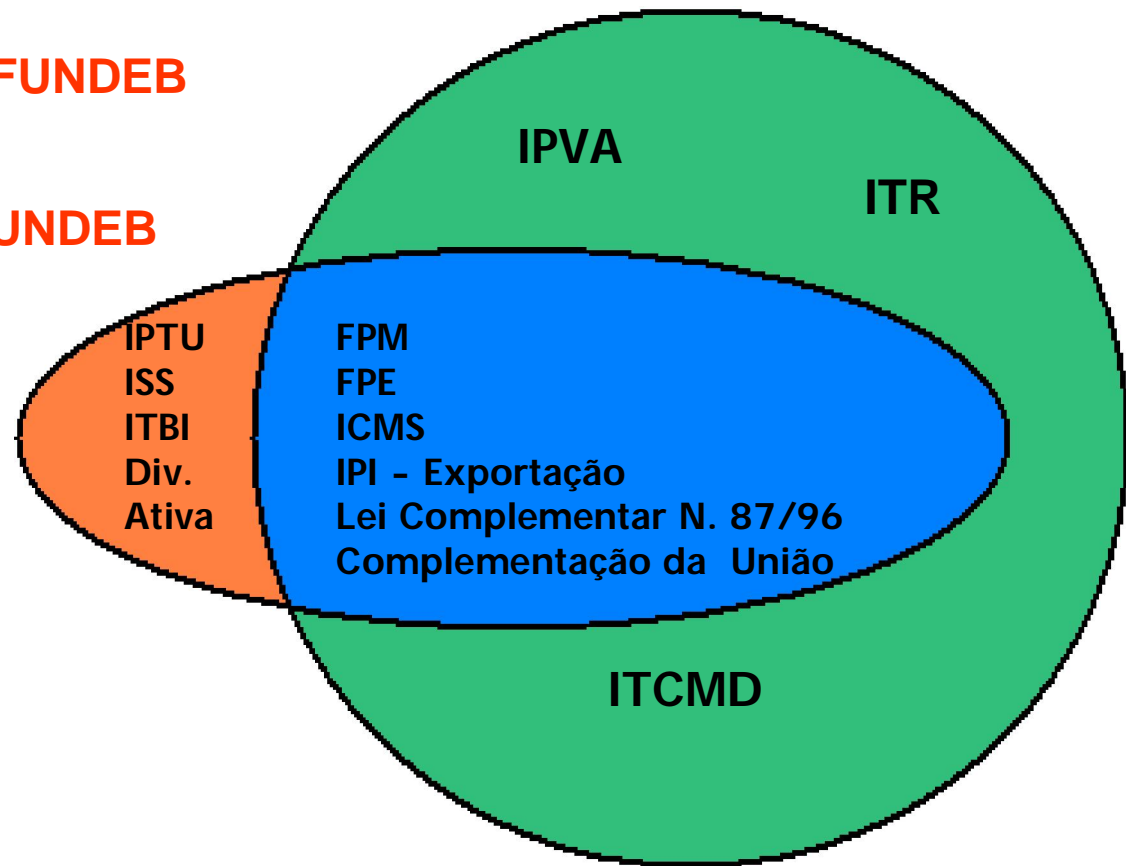 FUNDEB
UNDEB
IPVA
ITR
IPTU
ISS
ITBI
Div.
Ativa
FPM
FPE
ICMS
IPI - Exportação
Lei Complementar N. 87/96
Complementação da União
ITCMD